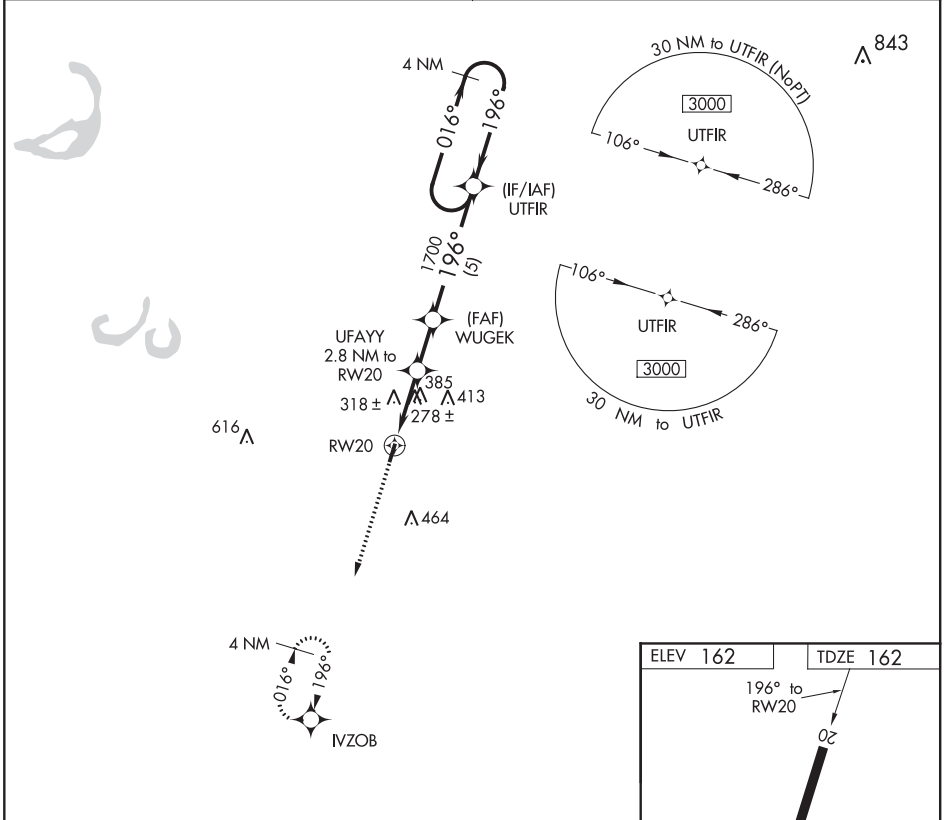 4 NM
016°
196°
(IF/IAF)
UTFIR
30 NM to UTFIR (NoPT)
3000
UTFIR
106°
286°
843
1700
196°
(5)
(FAF)
WUGEK
106°
286°
UTFIR
3000
30 NM to UTFIR
UFAYY
2.8 NM to
RW20
385
318 ±
413
278 ±
616
RW20
464
4 NM
016°
196°
IVZOB
ELEV 162
TDZE 162
196° to
RW20
20